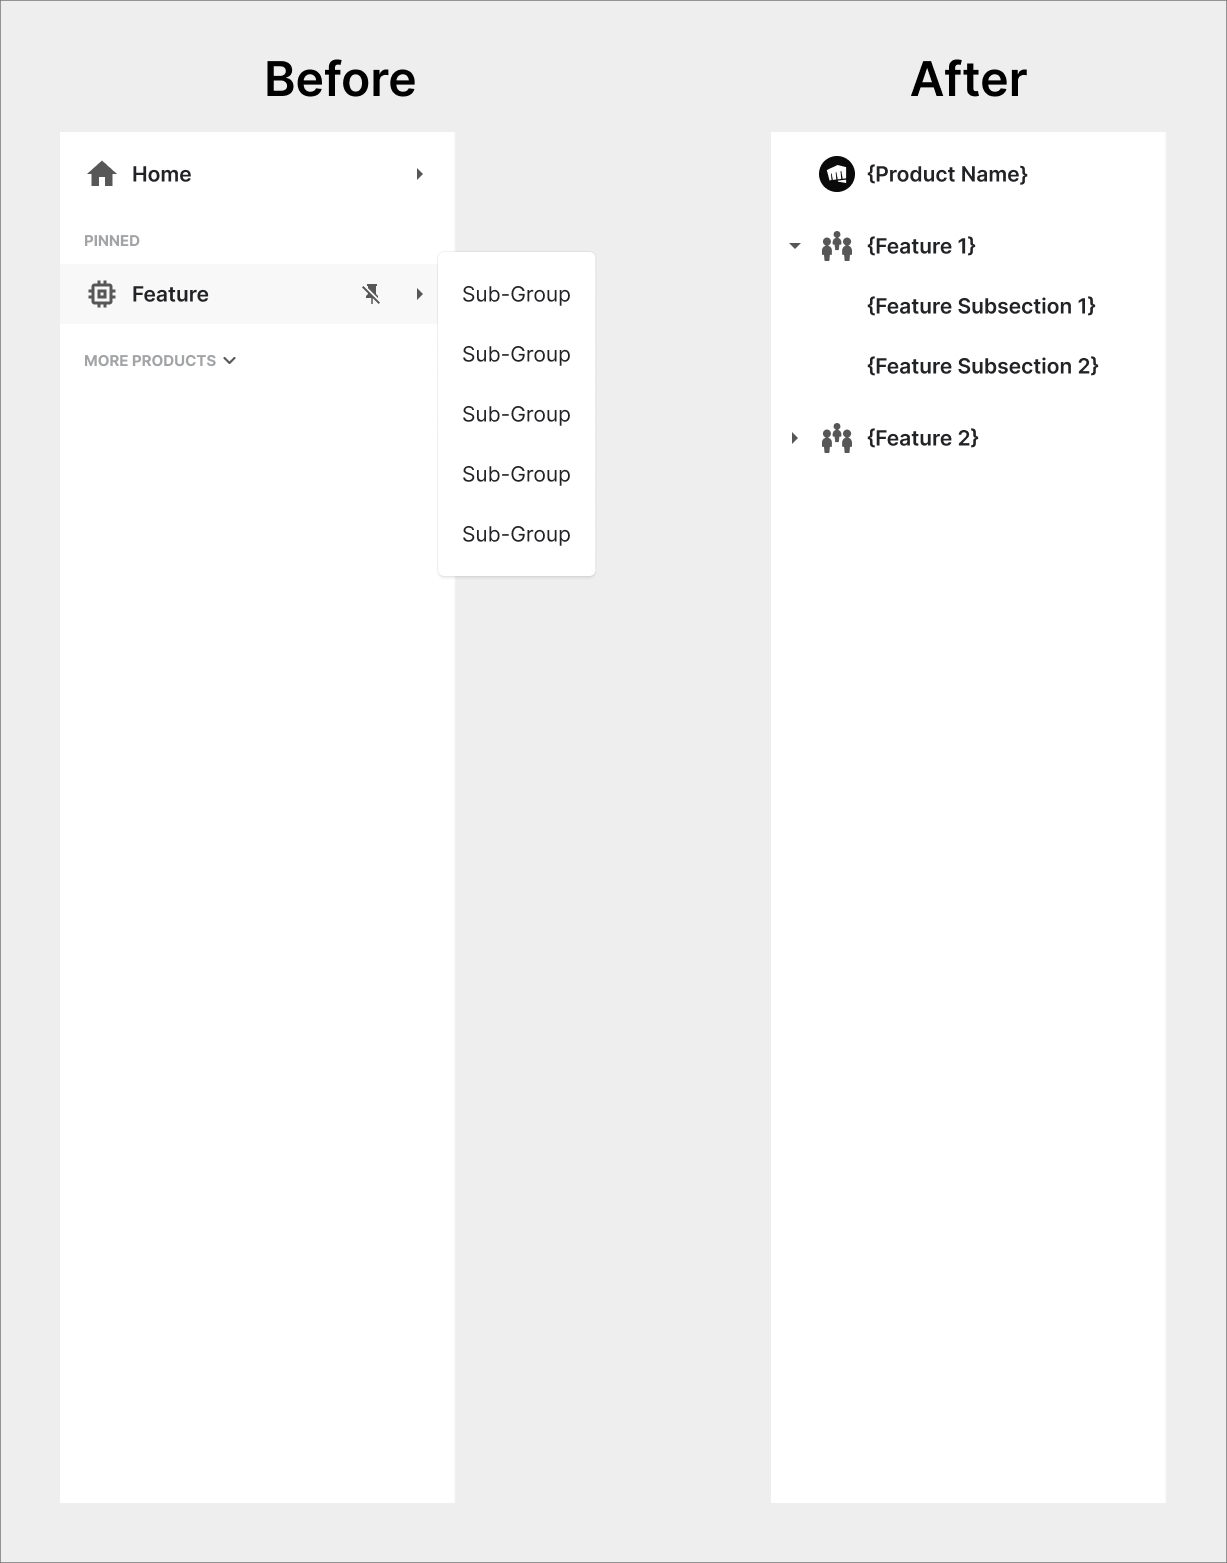 Before
Home
PINNED
Feature
MORE PRODUCTS
Sub-Group
Sub-Group
Sub-Group
Sub-Group
Sub-Group
After
{Product Name}
{Feature 1}
{Feature Subsection 1}
{Feature Subsection 2}
{Feature 2}